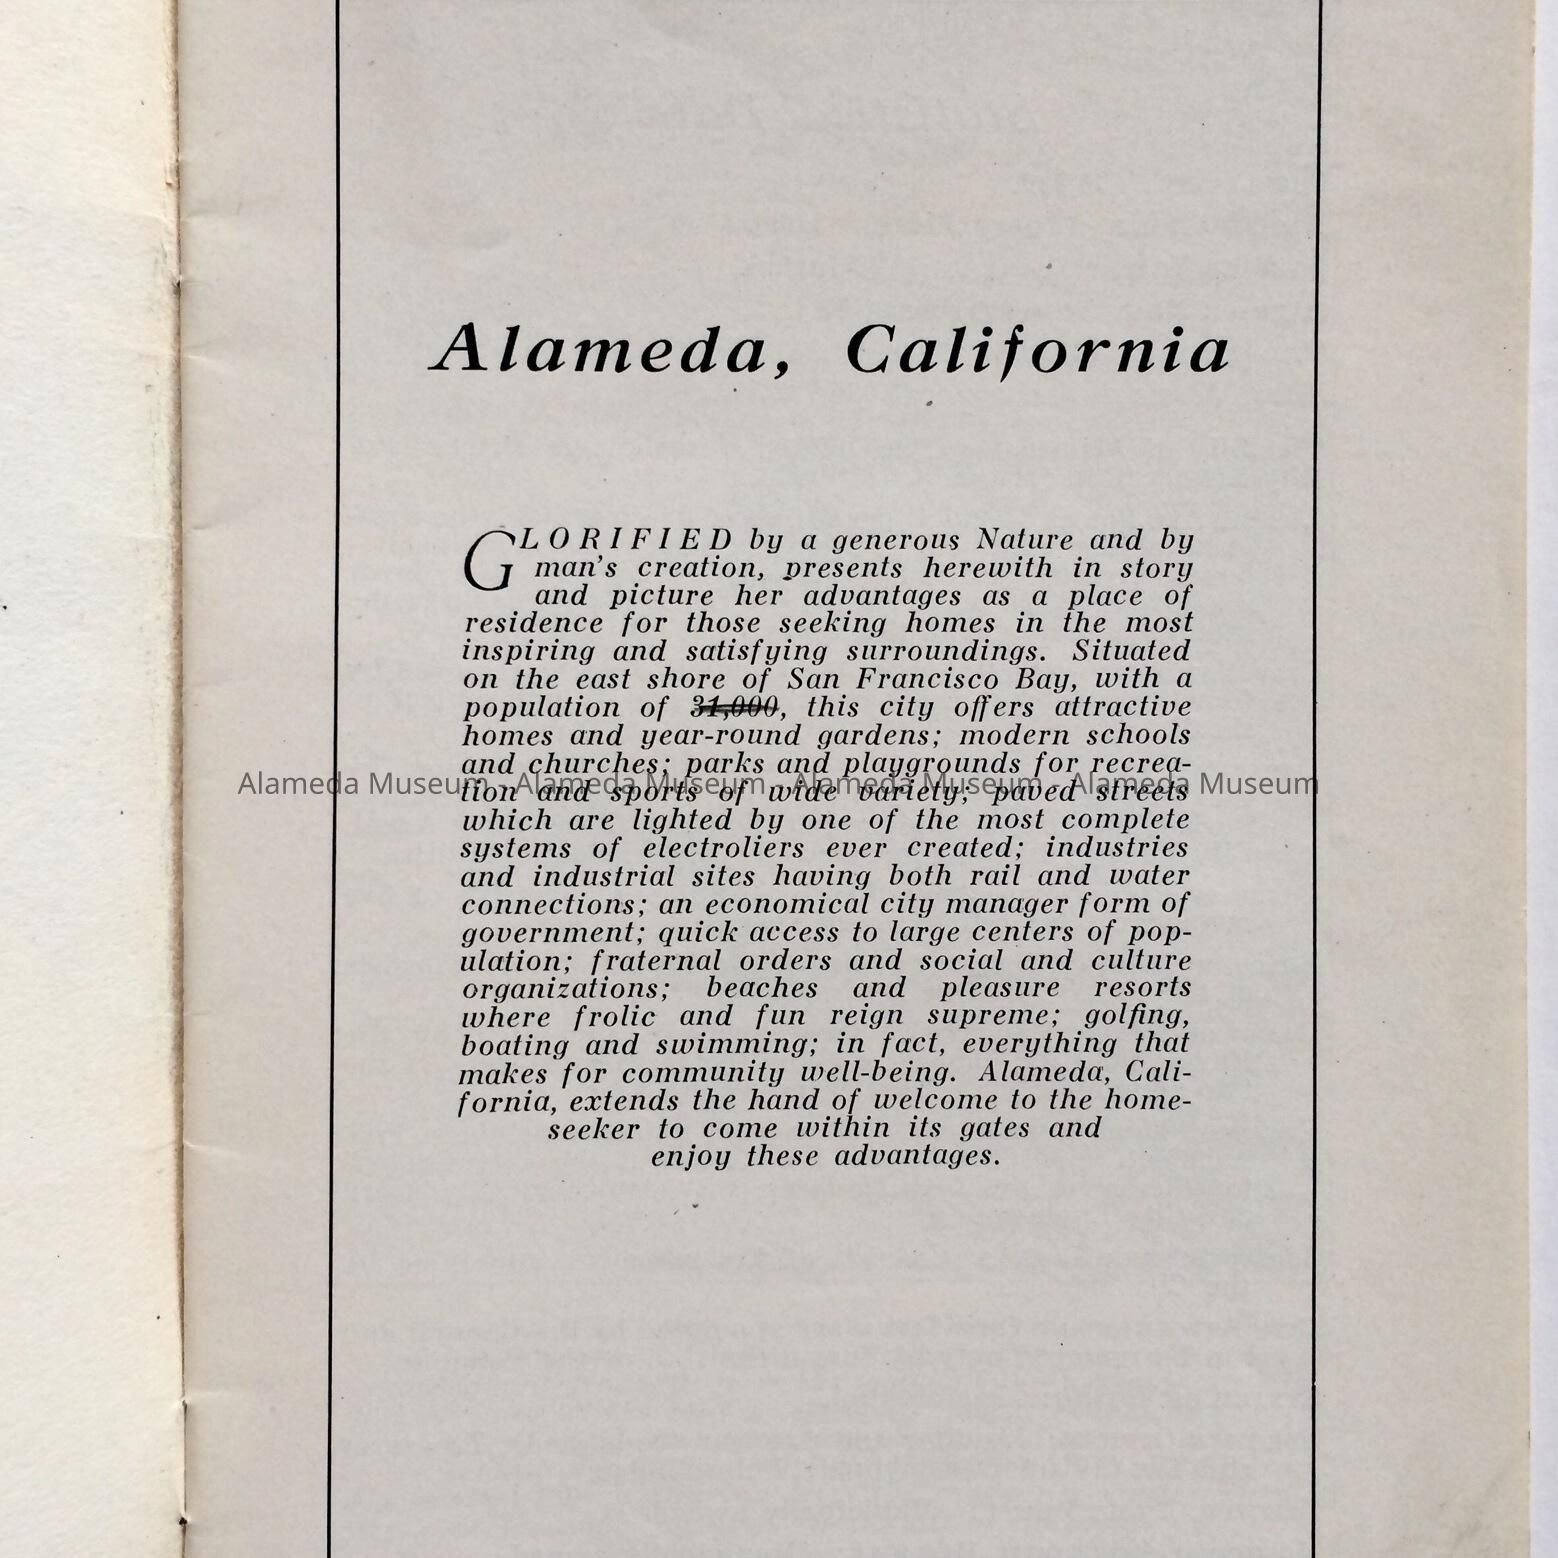 Alameda, California
GLORIFIED by a generous Nature and by
man's creation, presents herewith in story
and picture her advantages as a place of
residence for those seeking homes in the most
inspiring and satisfying surroundings. Situated
on the east shore of San Francisco Bay, with a
population of 31,000, this city offers attractive
homes and year-round gardens; modern schools
and churches; parks and playgrounds for recrea-
Alameda Museum - Alameda Museum - Alameda Museum - Alameda Museum
tion and sports of wide variety; paved streets
which are lighted by one of the most complete
systems of electroliers ever created; industries
and industrial sites having both rail and water
connections; an economical city manager form of
government; quick access to large centers of pop-
ulation; fraternal orders and social and culture
organizations; beaches and pleasure resorts
where frolic and fun reign supreme; golfing,
boating and swimming; in fact, everything that
makes for community well-being. Alameda, Cali-
fornia, extends the hand of welcome to the home-
seeker to come within its gates and
enjoy these advantages.